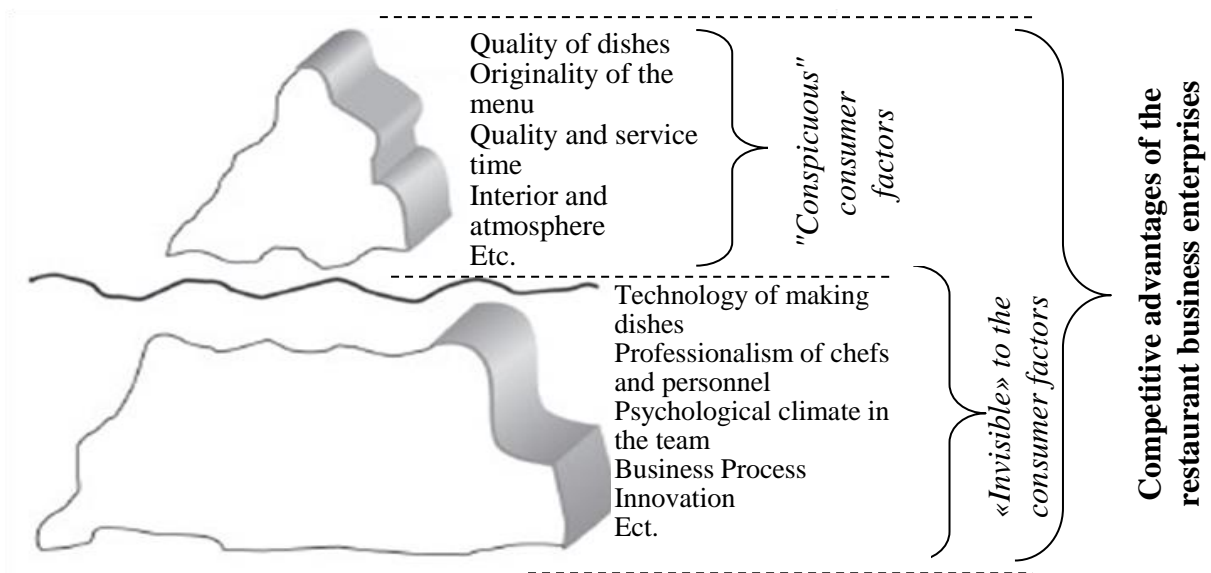 Quality of dishes
Originality of the
menu
Quality and service
time
Interior and
atmosphere
Etc.
"Conspicuous"
consumer
factors
Technology of making
dishes
Professionalism of chefs
and personnel
Psychological climate in
the team
Business Process
Innovation
Ect.
«Invisible» to the
consumer factors
Competitive advantages of the
restaurant business enterprises